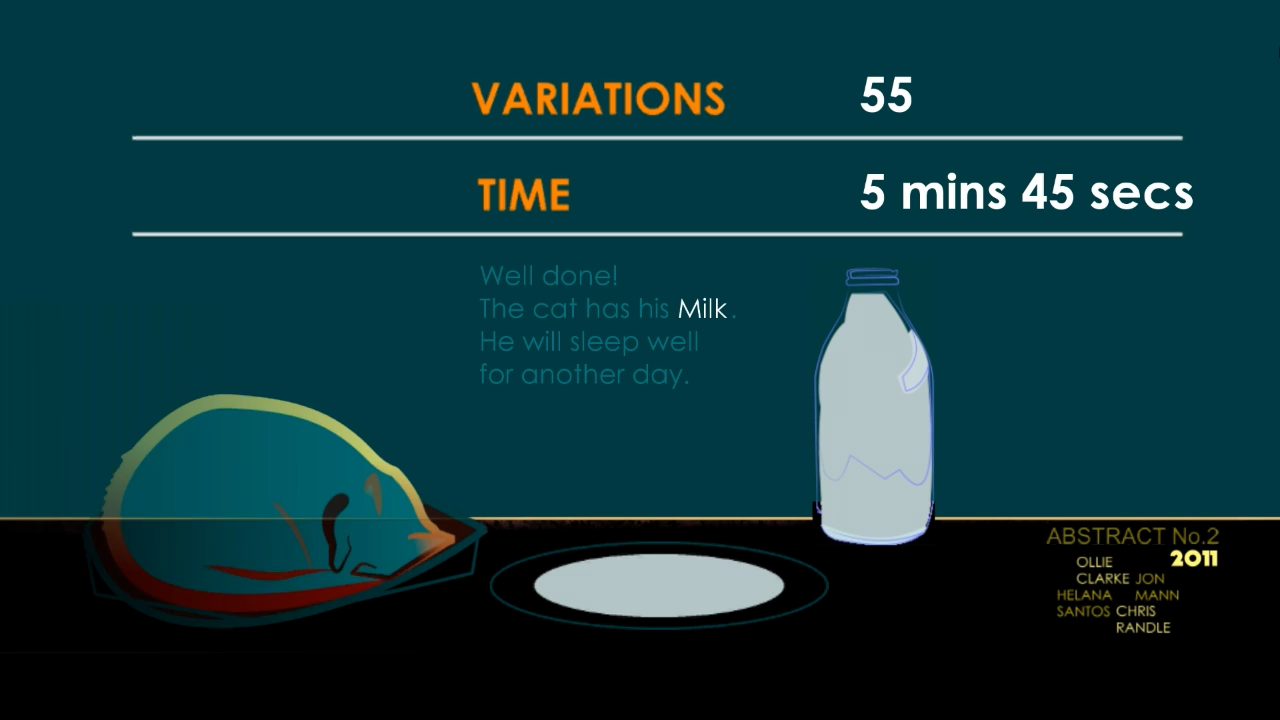 VARIATIONS 55
TIME 5 mins 45 secs
Well done!
The cat has his Milk.
He will sleep well
for another day.
ABSTRACT No.2
2011
OLLIE
CLARKE JON
HELANA MANN
SANTOS CHRIS
RANDLE